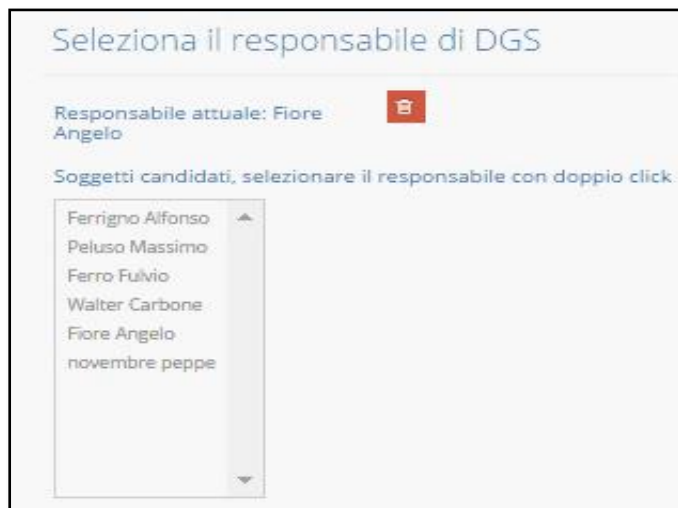 Seleziona il responsabile di DGS
Responsabile attuale: Fiore
Angelo
Soggetti candidati, selezionare il responsabile con doppio click
Ferrigno Alfonso
Peluso Massimo
Ferro Fulvio
Walter Carbone
Fiore Angelo
novembre peppe